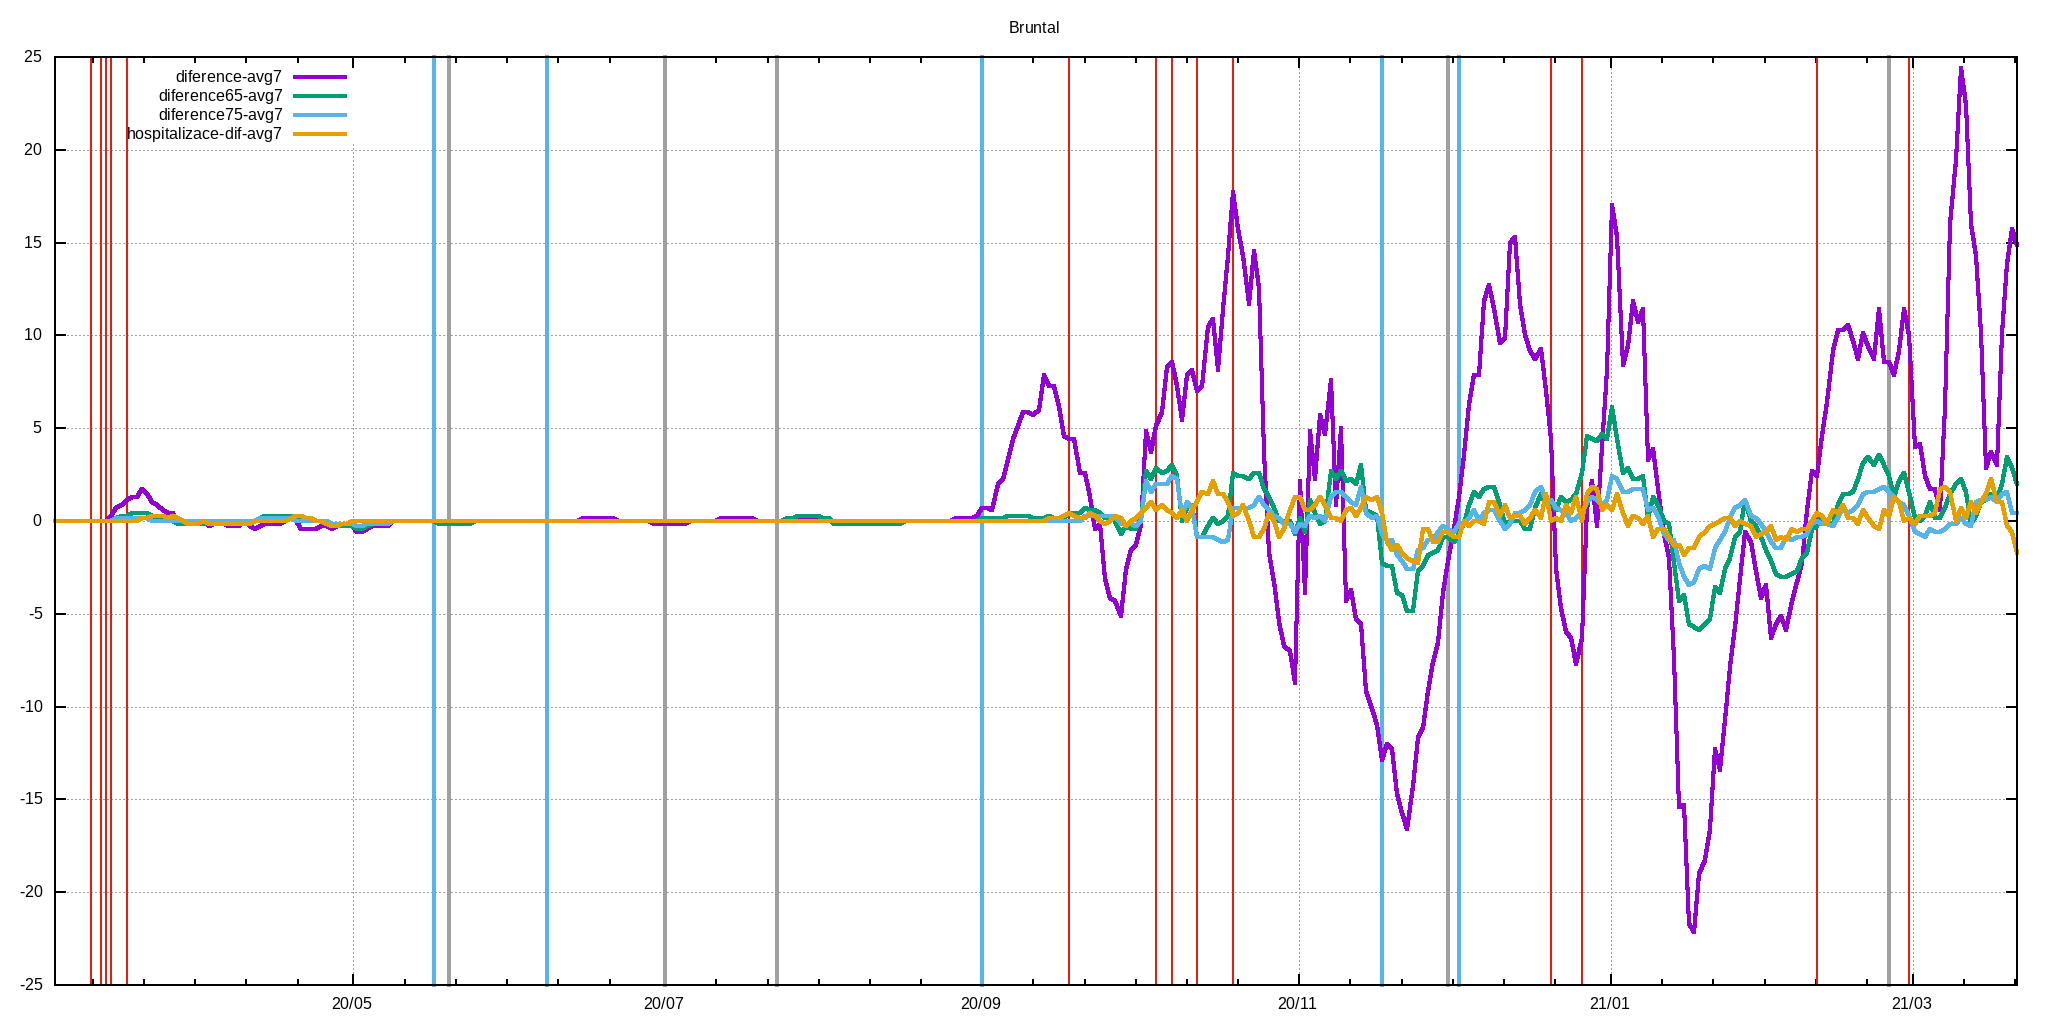 Bruntal
25
20
15
10
5
0
-5
-10
-15
-20
-25
diference-avg7
diference65-avg7
diference75-avg7
hospitalizace-dif-avg7
20/05 20/07 20/09 20/11 21/01 21/03